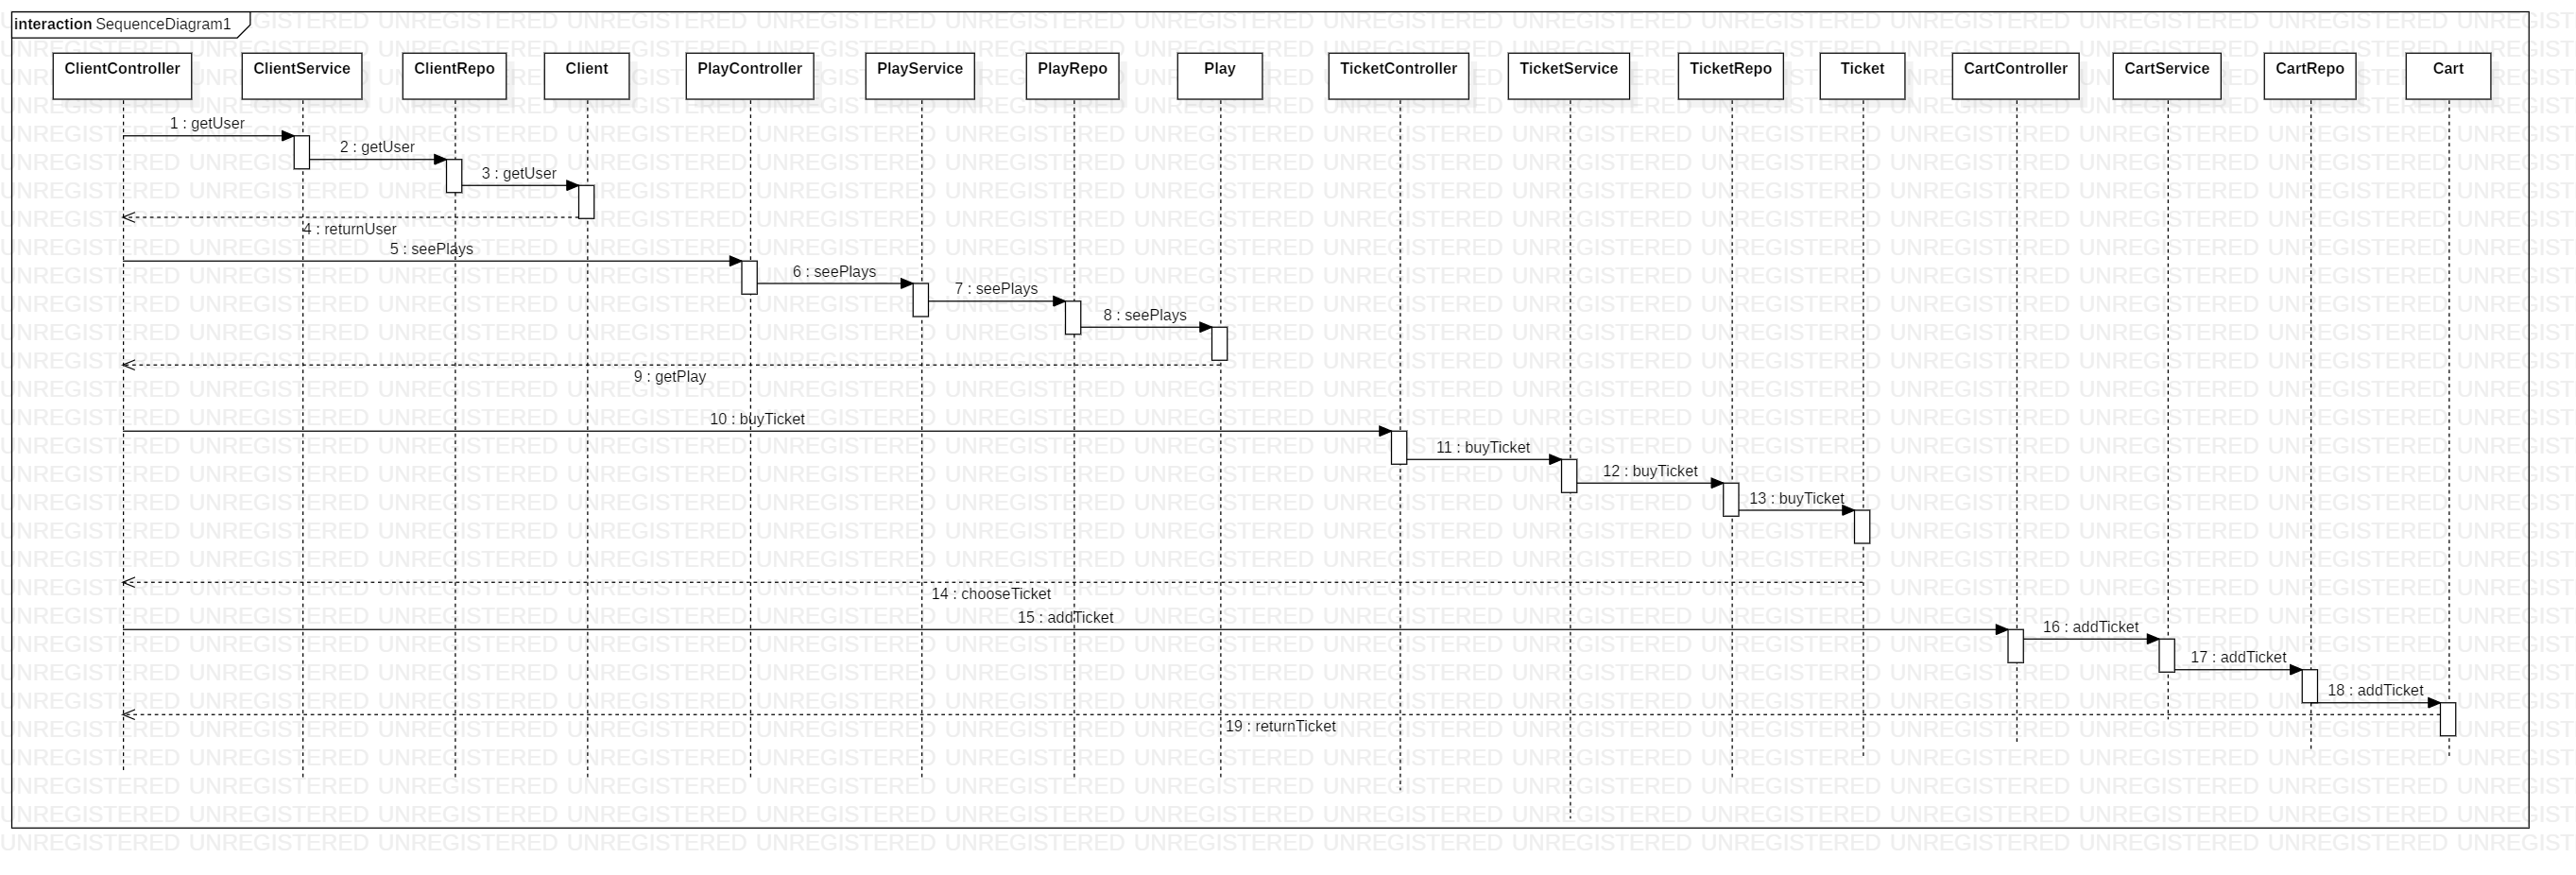 interaction SequenceDiagram1
ClientController
ClientService
ClientRepo
Client
PlayController
PlayService
PlayRepo
Play
TicketController
TicketService
TicketRepo
Ticket
CartController
CartService
CartRepo
Cart
1 : getUser
2 : getUser
3 : getUser
4 : returnUser
5 : seePlays
6 : seePlays
7 : seePlays
8 : seePlays
9 : getPlay
10 : buyTicket
11 : buyTicket
12 : buyTicket
13 : buyTicket
14 : chooseTicket
15 : addTicket
16 : addTicket
17 : addTicket
18 : addTicket
19 : returnTicket
UNREGISTERED